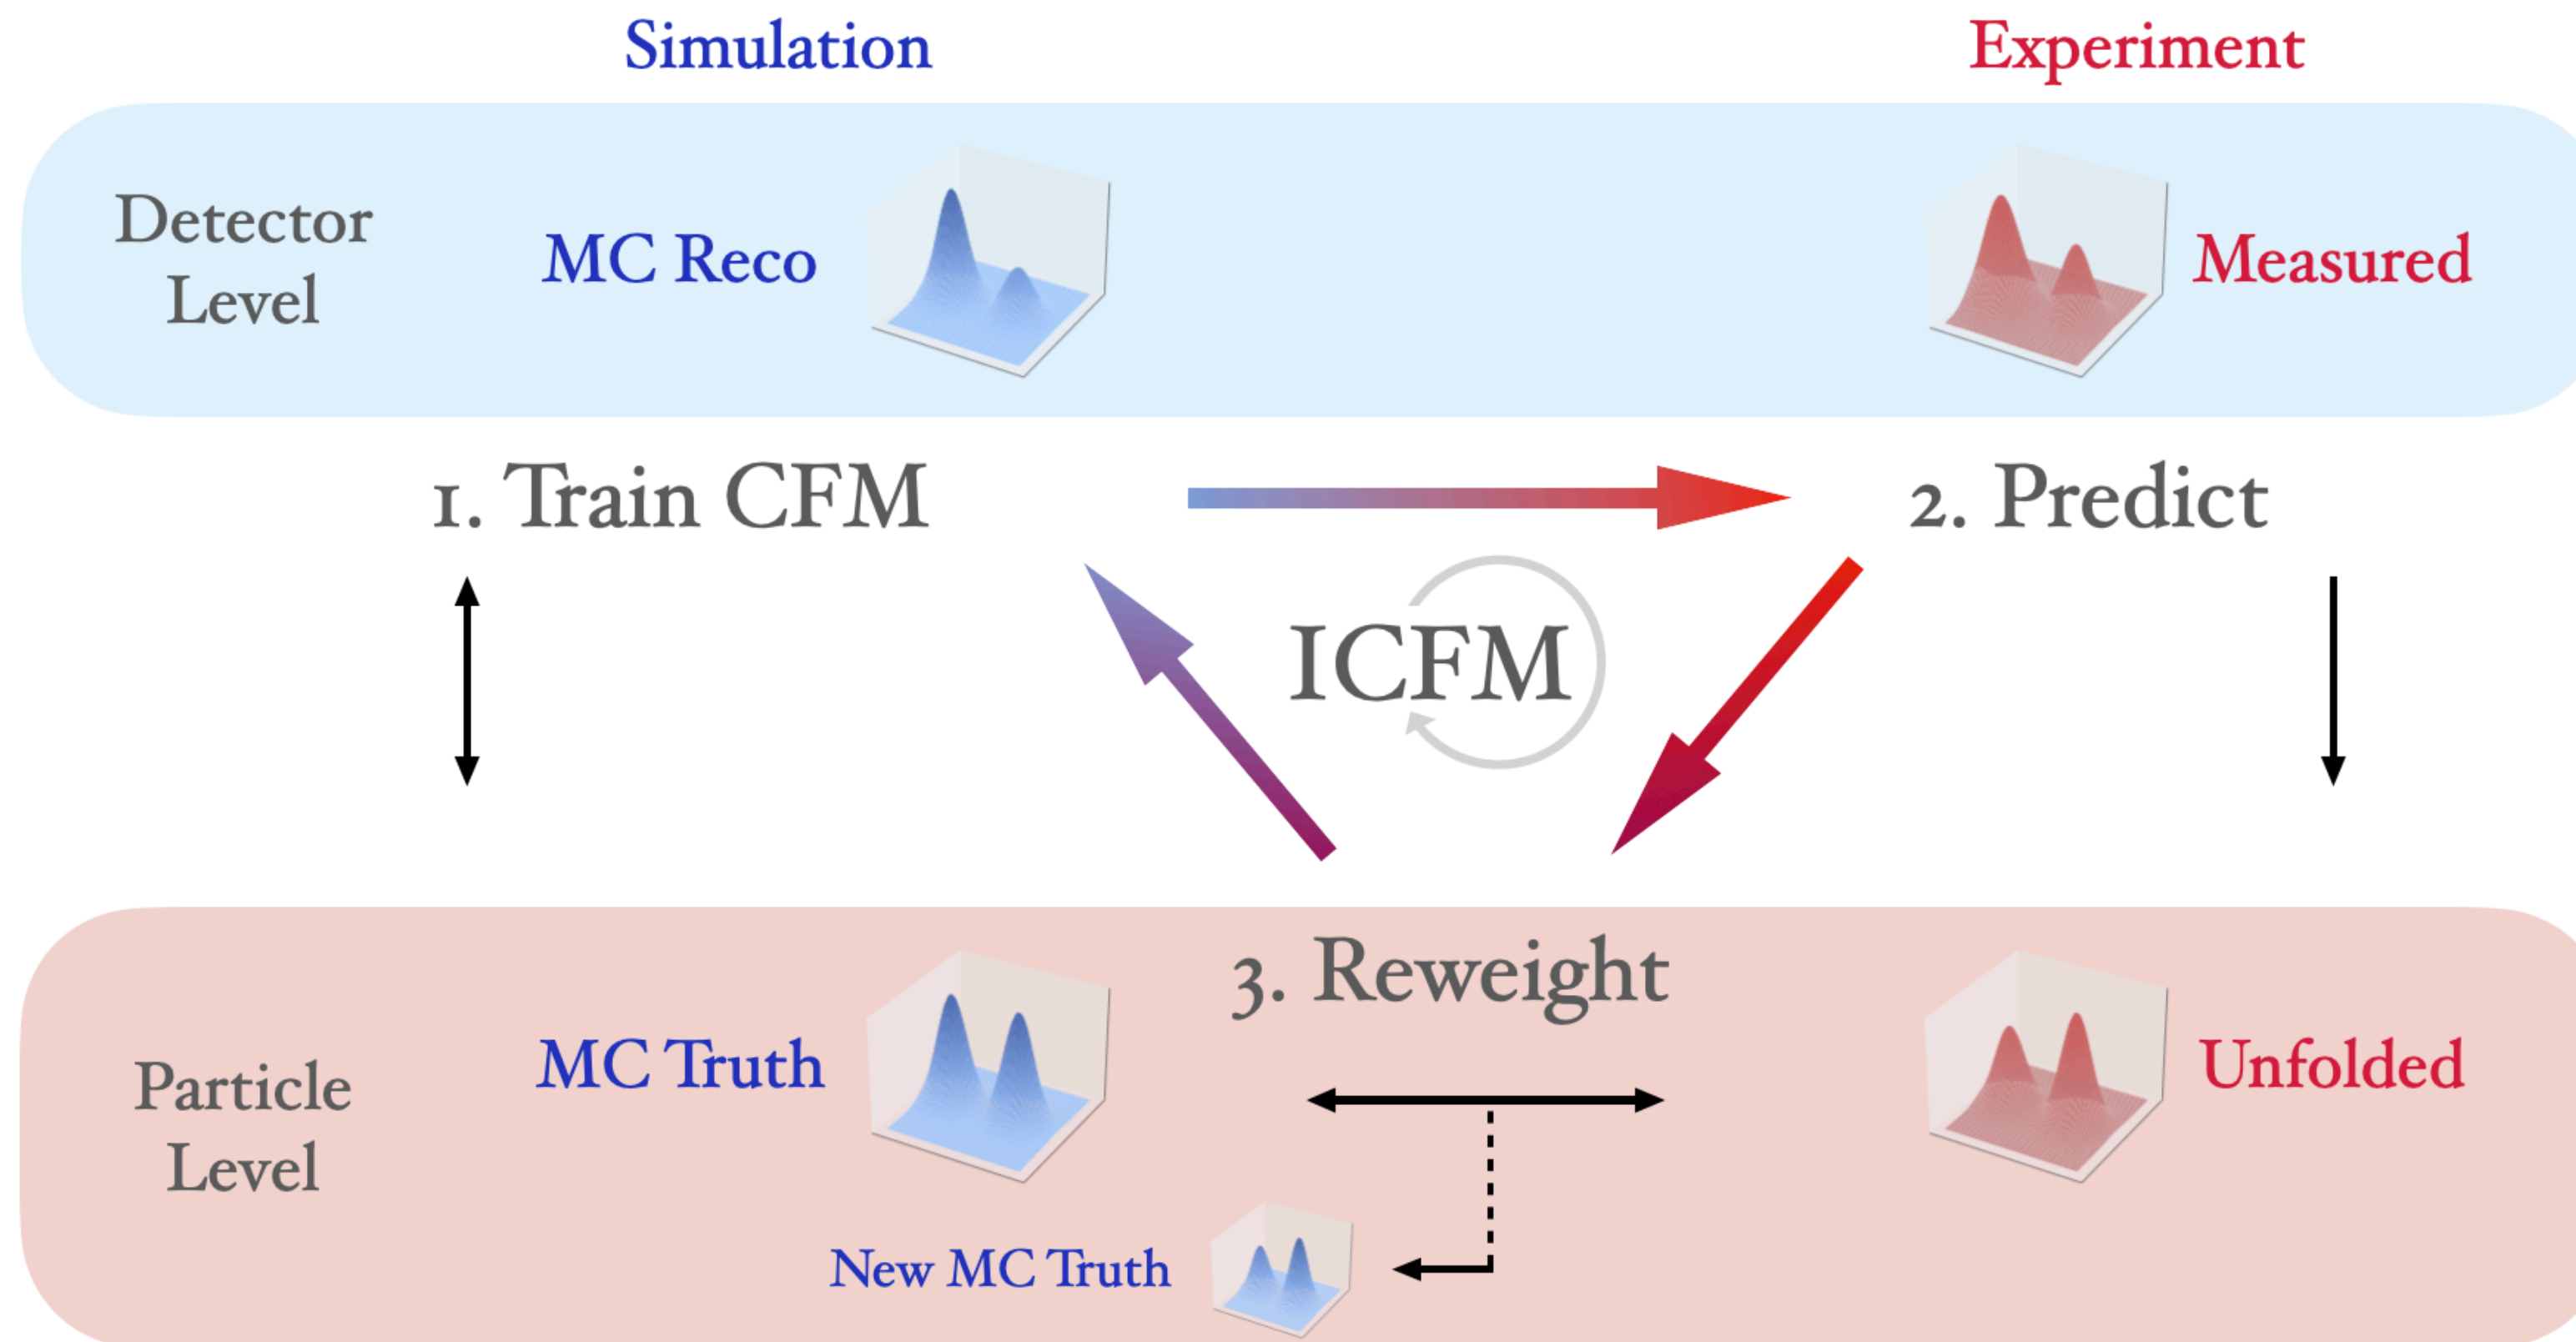 Simulation
Experiment
Detector
Level
MC Reco
Measured
1. Train CFM
2. Predict
ICFM
3. Reweight
Particle
Level
MC Truth
Unfolded
New MC Truth